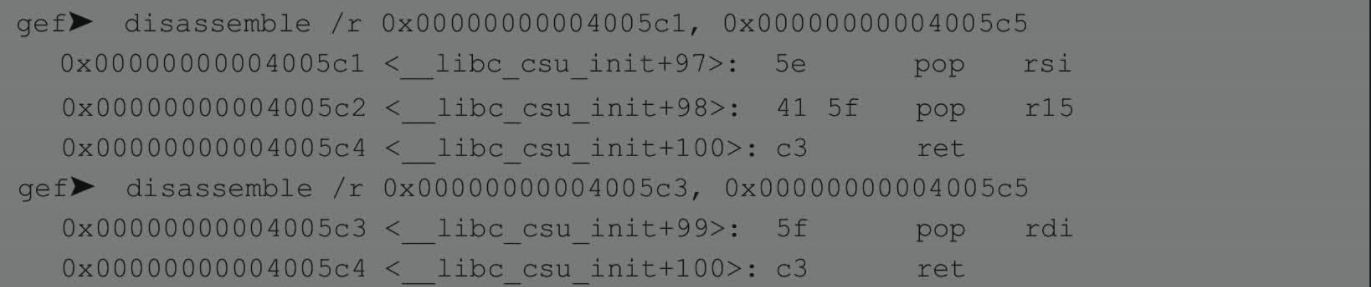 gef➤ disassemble /r 0x00000000004005c1, 0x00000000004005c5
0x00000000004005c1 <__libc_csu_init+97>: 5e pop rsi
0x00000000004005c2 <__libc_csu_init+98>: 41 5f pop r15
0x00000000004005c4 <__libc_csu_init+100>: c3 ret
gef➤ disassemble /r 0x00000000004005c3, 0x00000000004005c5
0x00000000004005c3 <__libc_csu_init+99>: 5f pop rdi
0x00000000004005c4 <__libc_csu_init+100>: c3 ret